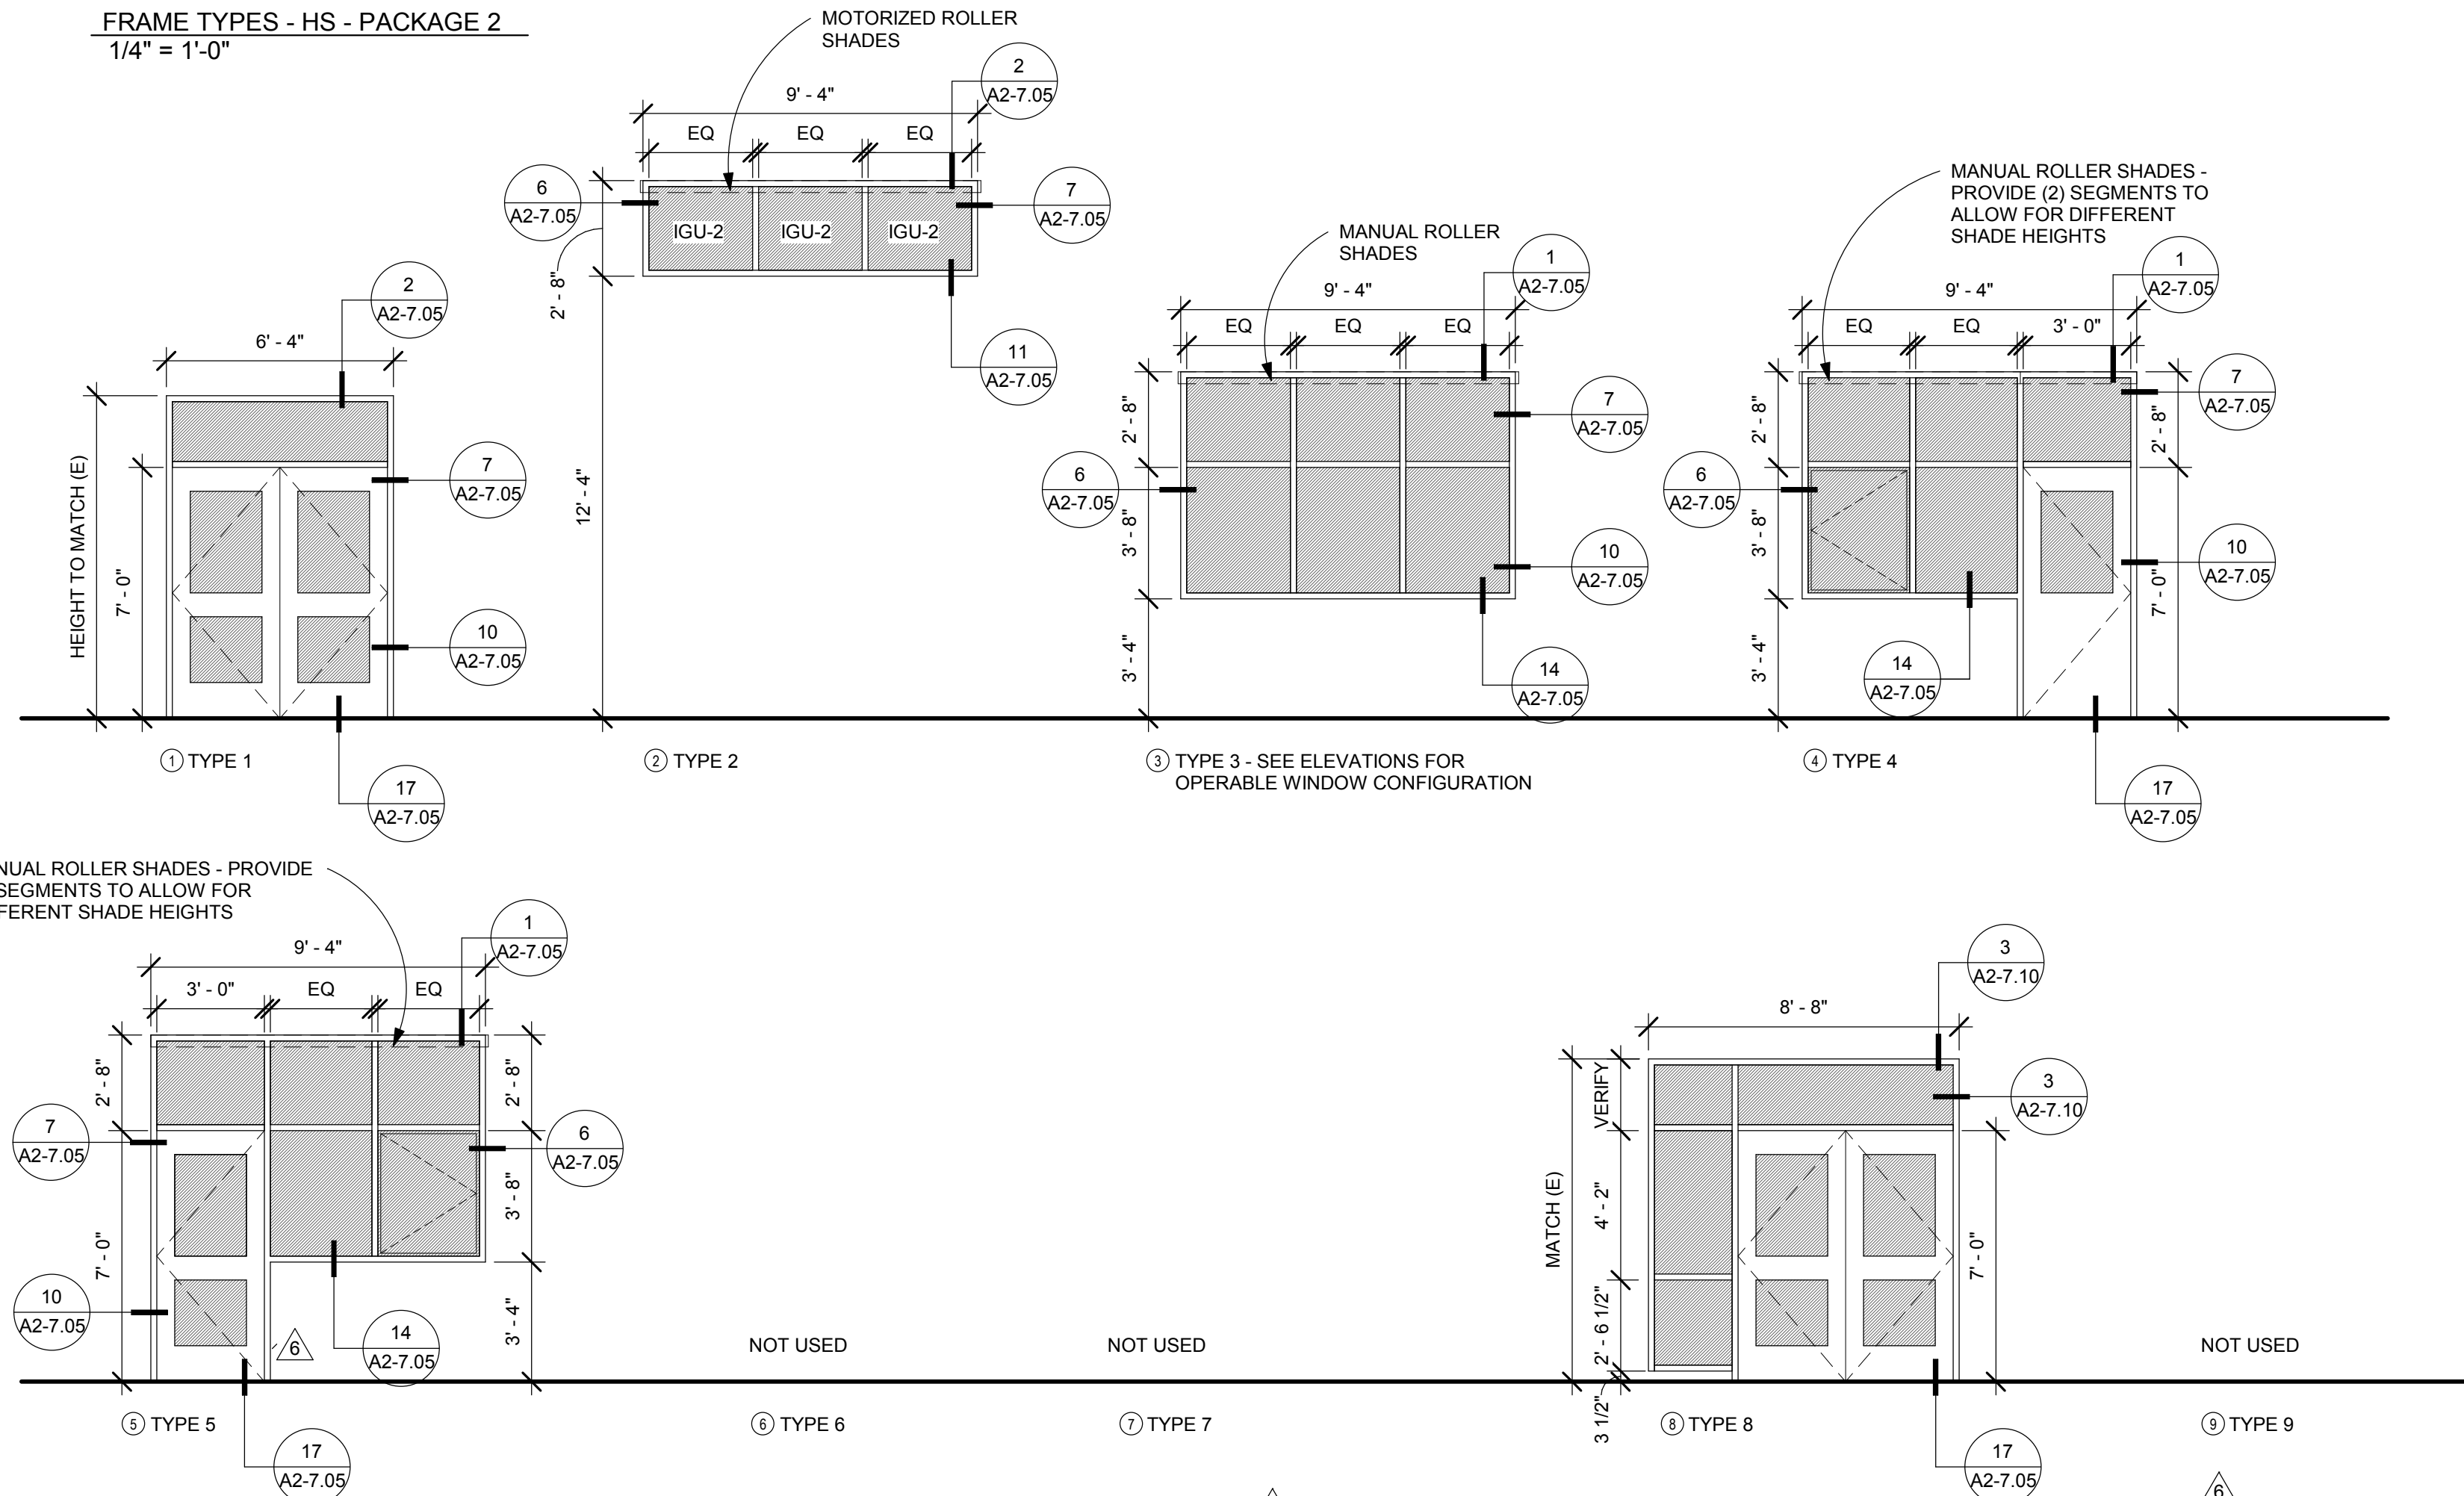 FRAME TYPES - HS - PACKAGE 2
1/4" = 1'-0"
HEIGHT TO MATCH (E)
7' - 0"
6' - 4"
2
A2-7.05
7
A2-7.05
10
A2-7.05
17
A2-7.05
1 TYPE 1
MOTORIZED ROLLER
SHADES
9' - 4"
EQ EQ EQ
2
A2-7.05
6
A2-7.05
7
A2-7.05
IGU-2 IGU-2 IGU-2
2' - 8"
12' - 4"
11
A2-7.05
2 TYPE 2
MANUAL ROLLER
SHADES
9' - 4"
EQ EQ EQ
1
A2-7.05
2' - 8"
3' - 8"
3' - 4"
6
A2-7.05
7
A2-7.05
10
A2-7.05
14
A2-7.05
3 TYPE 3 - SEE ELEVATIONS FOR
OPERABLE WINDOW CONFIGURATION
MANUAL ROLLER SHADES -
PROVIDE (2) SEGMENTS TO
ALLOW FOR DIFFERENT
SHADE HEIGHTS
9' - 4"
EQ EQ 3' - 0"
1
A2-7.05
2' - 8"
3' - 8"
3' - 4"
6
A2-7.05
7
A2-7.05
2' - 8"
7' - 0"
10
A2-7.05
14
A2-7.05
17
A2-7.05
4 TYPE 4
NUAL ROLLER SHADES - PROVIDE
SEGMENTS TO ALLOW FOR
FERENT SHADE HEIGHTS
9' - 4"
3' - 0" EQ EQ
1
A2-7.05
2' - 8"
7' - 0"
7
A2-7.05
10
A2-7.05
2' - 8"
3' - 8"
3' - 4"
6
A2-7.05
6
14
A2-7.05
17
A2-7.05
5 TYPE 5
NOT USED
6 TYPE 6
NOT USED
7 TYPE 7
8' - 8"
3
A2-7.10
3
A2-7.10
MATCH (E)
VERIFY
4' - 2"
2' - 6 1/2"
3 1/2"
7' - 0"
17
A2-7.05
8 TYPE 8
NOT USED
9 TYPE 9
6